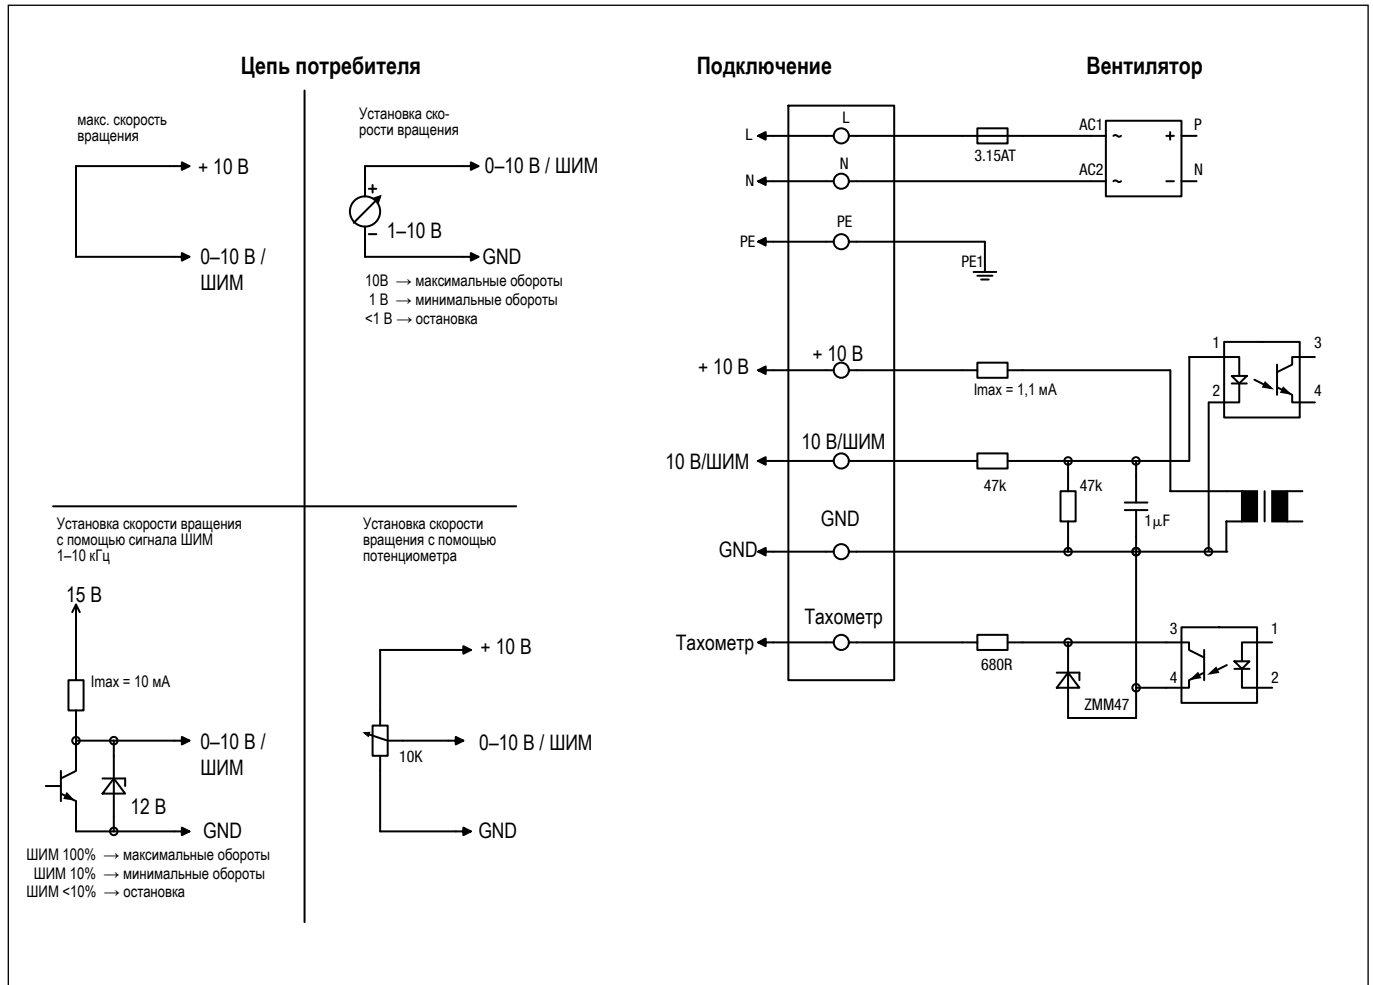 Цепь потребителя
Подключение
Вентилятор
макс. скорость
вращения
+ 10 В
0–10 В /
ШИМ
Установка ско-
рости вращения
0–10 В / ШИМ
+
–
1–10 В
GND
10В → максимальные обороты
1 В → минимальные обороты
<1 В → остановка
Установка скорости вращения
с помощью сигнала ШИМ
1–10 кГц
15 В
Imax = 10 мА
0–10 В /
ШИМ
12 В
GND
ШИМ 100% → максимальные обороты
ШИМ 10% → минимальные обороты
ШИМ <10% → остановка
Установка скорости
вращения с помощью
потенциометра
+ 10 В
0–10 В / ШИМ
10K
GND
L
L
3.15AT
AC1
~
+
P
N
N
AC2
~
–
N
PE
PE
PE1
+ 10 В
+ 10 В
Imax = 1,1 мА
1
2
3
4
10 В/ШИМ
10 В/ШИМ
47k
47k
1µF
GND
GND
Тахометр
Тахометр
680R
ZMM47
3
4
1
2